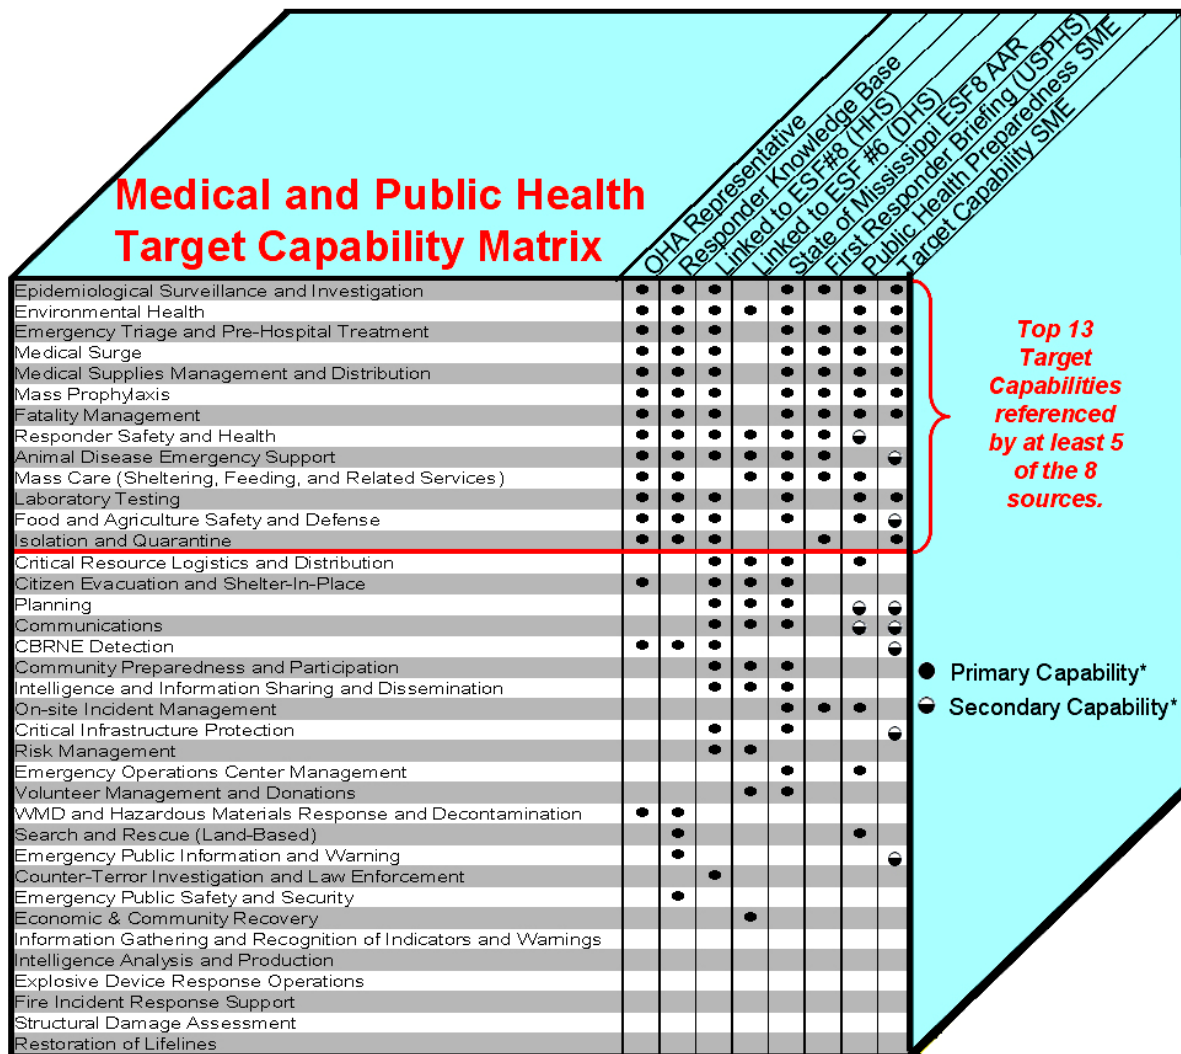 Medical and Public Health
Target Capability Matrix
OHA Representative
Responder Knowledge Base
Linked to ESF#8 (HHS)
Linked to ESF #6 (DHS)
State of Mississippi ESF8 AAR
First Responder Briefing (USPHS)
Public Health Preparedness SME
Target Capability SME
Epidemiological Surveillance and Investigation
Environmental Health
Emergency Triage and Pre-Hospital Treatment
Medical Surge
Medical Supplies Management and Distribution
Mass Prophylaxis
Fatality Management
Responder Safety and Health
Animal Disease Emergency Support
Mass Care (Sheltering, Feeding, and Related Services)
Laboratory Testing
Food and Agriculture Safety and Defense
Isolation and Quarantine
Critical Resource Logistics and Distribution
Citizen Evacuation and Shelter-In-Place
Planning
Communications
CBRNE Detection
Community Preparedness and Participation
Intelligence and Information Sharing and Dissemination
On-site Incident Management
Critical Infrastructure Protection
Risk Management
Emergency Operations Center Management
Volunteer Management and Donations
WMD and Hazardous Materials Response and Decontamination
Search and Rescue (Land-Based)
Emergency Public Information and Warning
Counter-Terror Investigation and Law Enforcement
Emergency Public Safety and Security
Economic & Community Recovery
Information Gathering and Recognition of Indicators and Warnings
Intelligence Analysis and Production
Explosive Device Response Operations
Fire Incident Response Support
Structural Damage Assessment
Restoration of Lifelines
Top 13
Target
Capabilities
referenced
by at least 5
of the 8
sources.
Primary Capability*
Secondary Capability*